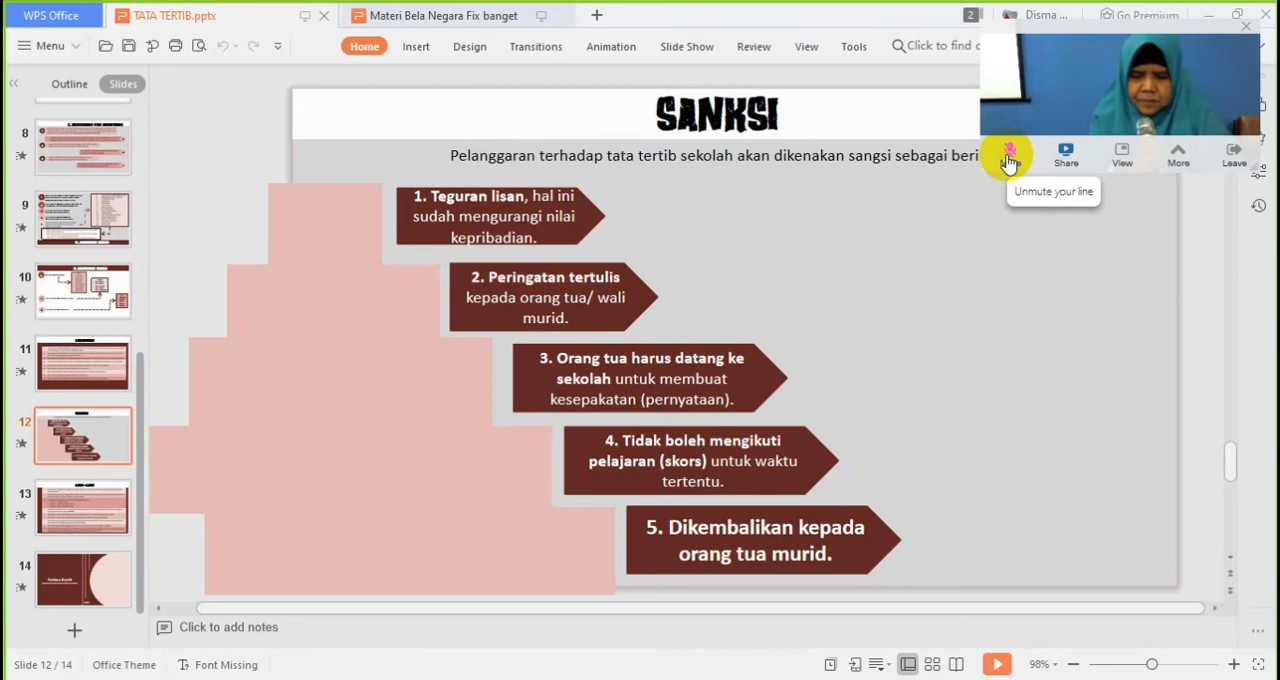 WPS Office
TATA TERTIB.pptx
Materi Bela Negara Fix banget
2
Disma ...
Go Premium
Menu
Home
Insert
Design
Transitions
Animation
Slide Show
Review
View
Tools
Click to find c
Outline
Slides
Share
View
More
Leave
Unmute your line
SANKSI
Pelanggaran terhadap tata tertib sekolah akan dikenakan sangsi sebagai beri
1. Teguran lisan, hal ini
sudah mengurangi nilai
kepribadian.
2. Peringatan tertulis
kepada orang tua/ wali
murid.
3. Orang tua harus datang ke
sekolah untuk membuat
kesepakatan (pernyataan).
4. Tidak boleh mengikuti
pelajaran (skors) untuk waktu
tertentu.
5. Dikembalikan kepada
orang tua murid.
8
9
10
11
12
13
14
Click to add notes
Slide 12 / 14
Office Theme
Font Missing
98%